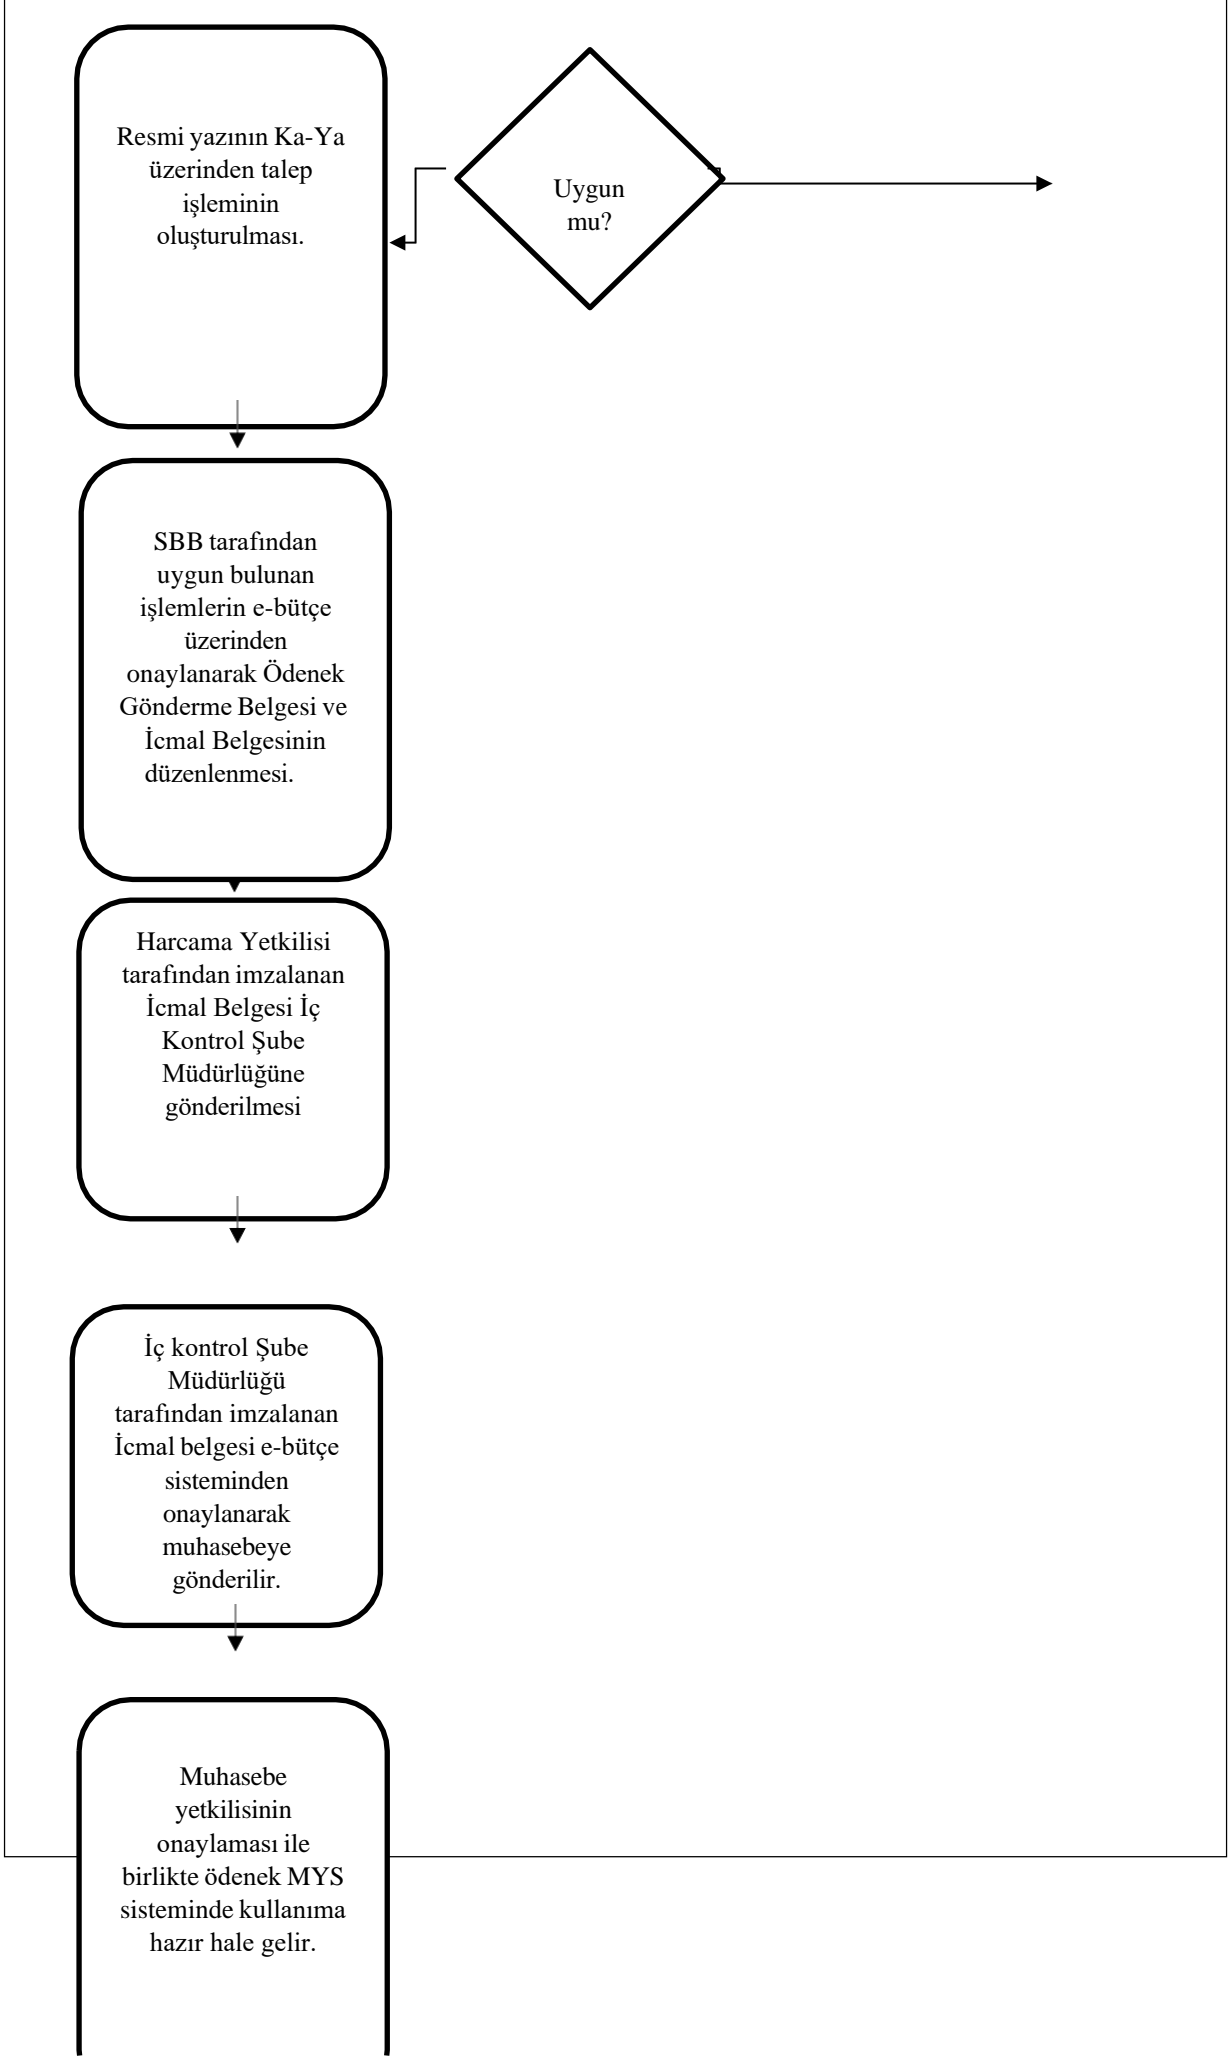 Resmi yazının Ka-Ya
üzerinden talep
işleminin
oluşturulması.
Uygun
mu?
SBB tarafından
uygun bulunan
işlemlerin e-bütçe
üzerinden
onaylanarak Ödenek
Gönderme Belgesi ve
İcmal Belgesinin
düzenlenmesi.
Harcama Yetkilisi
tarafından imzalanan
İcmal Belgesi İç
Kontrol Şube
Müdürlüğüne
gönderilmesi
İç kontrol Şube
Müdürlüğü
tarafından imzalanan
İcmal belgesi e-bütçe
sisteminden
onaylanarak
muhasebeye
gönderilir.
Muhasebe
yetkilisinin
onaylaması ile
birlikte ödenek MYS
sisteminde kullanıma
hazır hale gelir.